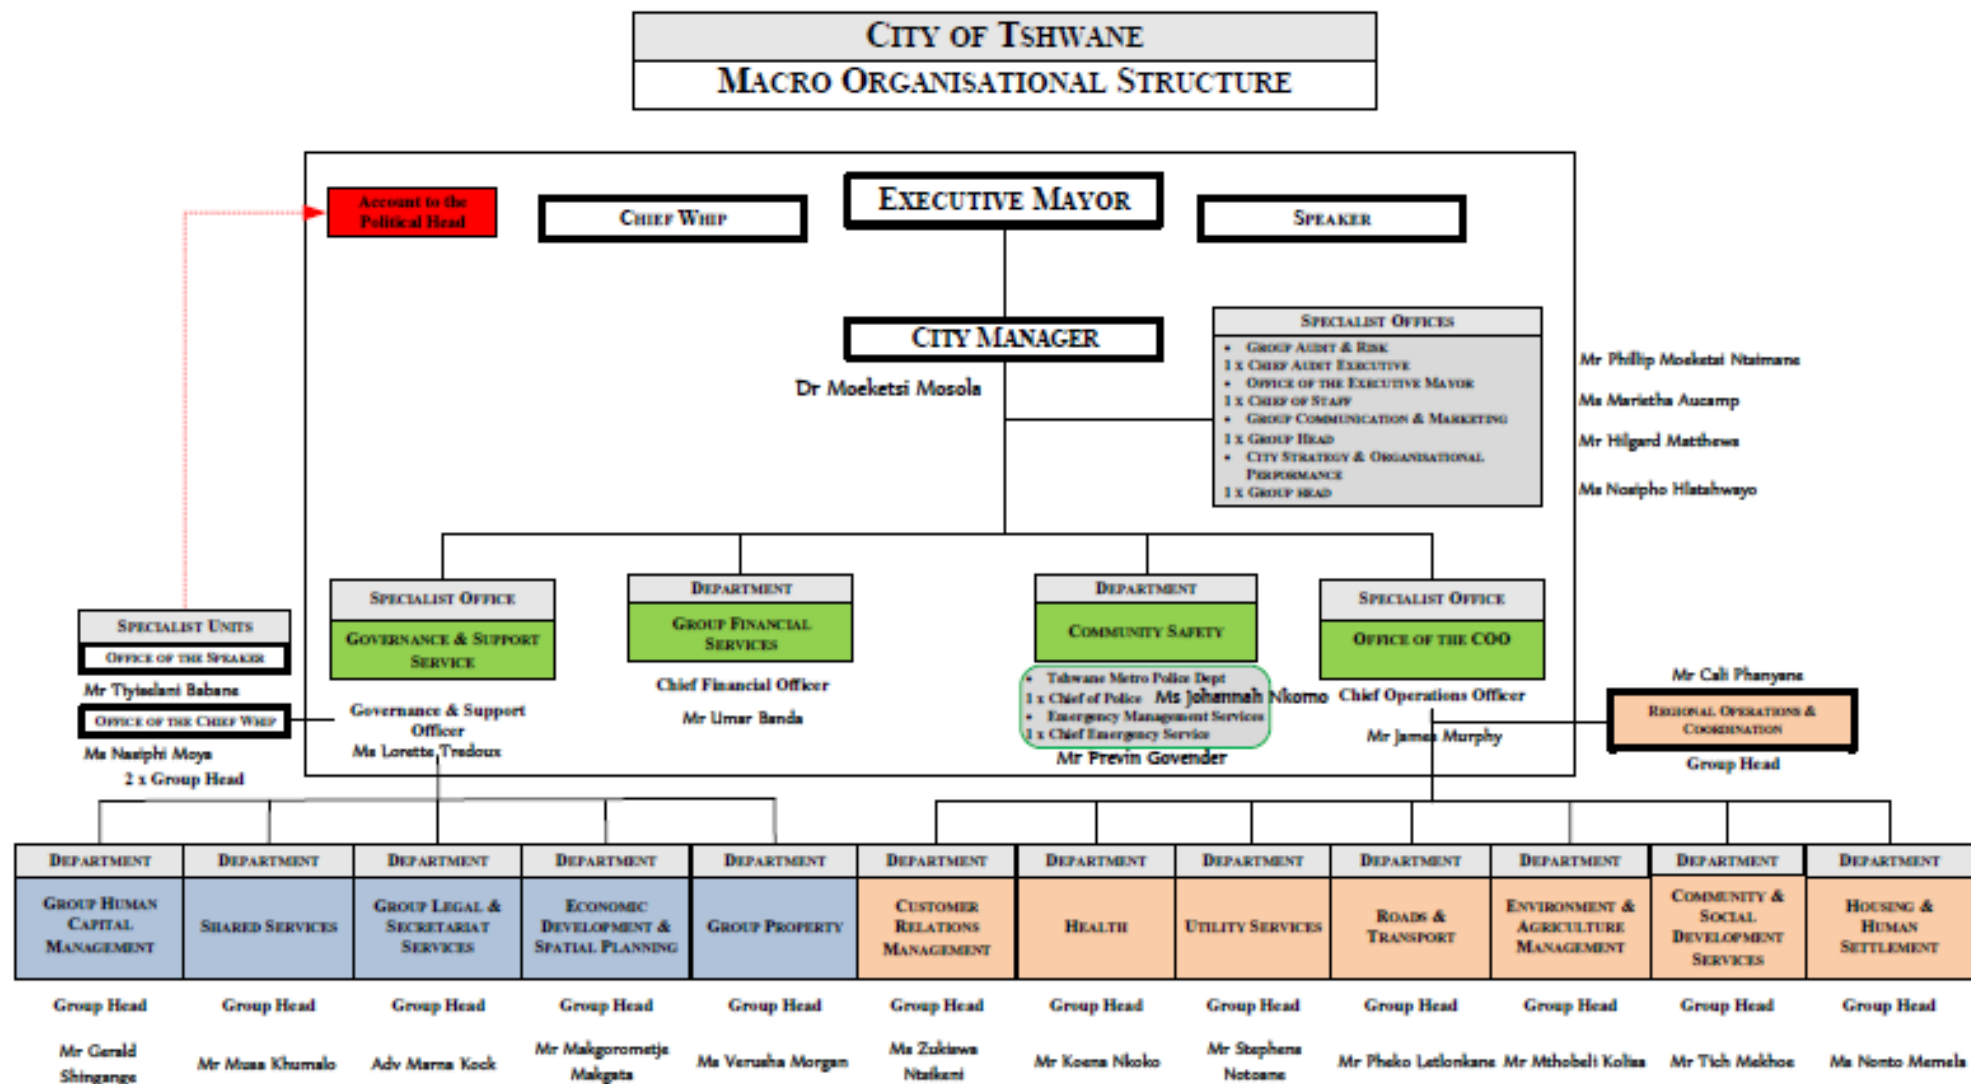 CITY OF TSHWANE
MACRO ORGANISATIONAL STRUCTURE
Account to the
Political Head
CHIEF WHIP
EXECUTIVE MAYOR
SPEAKER
CITY MANAGER
Dr Moeketsi Mosola
SPECIALIST OFFICES
• GROUP AUDIT & RISK
1 X CHIEF AUDIT EXECUTIVE
• OFFICE OF THE EXECUTIVE MAYOR
1 X CHIEF OF STAFF
• GROUP COMMUNICATION & MARKETING
1 X GROUP HEAD
• CITY STRATEGY & ORGANISATIONAL
PERFORMANCE
1 X GROUP HEAD
Mr Phillip Moeketsi Ntsimane
Ms Marietha Aucamp
Mr Hilgard Matthews
Ms Nosipho Hlatshwayo
SPECIALIST UNITS
OFFICE OF THE SPEAKER
Mr Tiyiselani Babane
OFFICE OF THE CHIEF WHIP
Ms Nasiphi Moya
2 x Group Head
SPECIALIST OFFICE
GOVERNANCE & SUPPORT
SERVICE
Governance & Support
Officer
Ms Lorette Tredoux
DEPARTMENT
GROUP FINANCIAL
SERVICES
Chief Financial Officer
Mr Umar Banda
DEPARTMENT
COMMUNITY SAFETY
• Tshwane Metro Police Dept
1 x Chief of Police Ms Johannah Nkomo
• Emergency Management Services
1 x Chief Emergency Service
Mr Previn Govender
SPECIALIST OFFICE
OFFICE OF THE COO
Chief Operations Officer
Mr James Murphy
Mr Cali Phanyane
REGIONAL OPERATIONS &
COORDINATION
Group Head
DEPARTMENT
GROUP HUMAN
CAPITAL
MANAGEMENT
Group Head
Mr Gerald
Shingange
DEPARTMENT
SHARED SERVICES
Group Head
Mr Musa Khumalo
DEPARTMENT
GROUP LEGAL &
SECRETARIAT
SERVICES
Group Head
Adv Marna Kock
DEPARTMENT
ECONOMIC
DEVELOPMENT &
SPATIAL PLANNING
Group Head
Mr Makgorometje
Makgata
DEPARTMENT
GROUP PROPERTY
Group Head
Ms Verusha Morgan
DEPARTMENT
CUSTOMER
RELATIONS
MANAGEMENT
Group Head
Ms Zukiswa
Ntsikeni
DEPARTMENT
HEALTH
Group Head
Mr Koena Nkoko
DEPARTMENT
UTILITY SERVICES
Group Head
Mr Stephens
Notoane
DEPARTMENT
ROADS &
TRANSPORT
Group Head
Mr Pheko Letlonkane
DEPARTMENT
ENVIRONMENT &
AGRICULTURE
MANAGEMENT
Group Head
Mr Mthobeli Kolisa
DEPARTMENT
COMMUNITY &
SOCIAL
DEVELOPMENT
SERVICES
Group Head
Mr Tich Mekhoe
DEPARTMENT
HOUSING &
HUMAN
SETTLEMENT
Group Head
Ms Nonto Memela